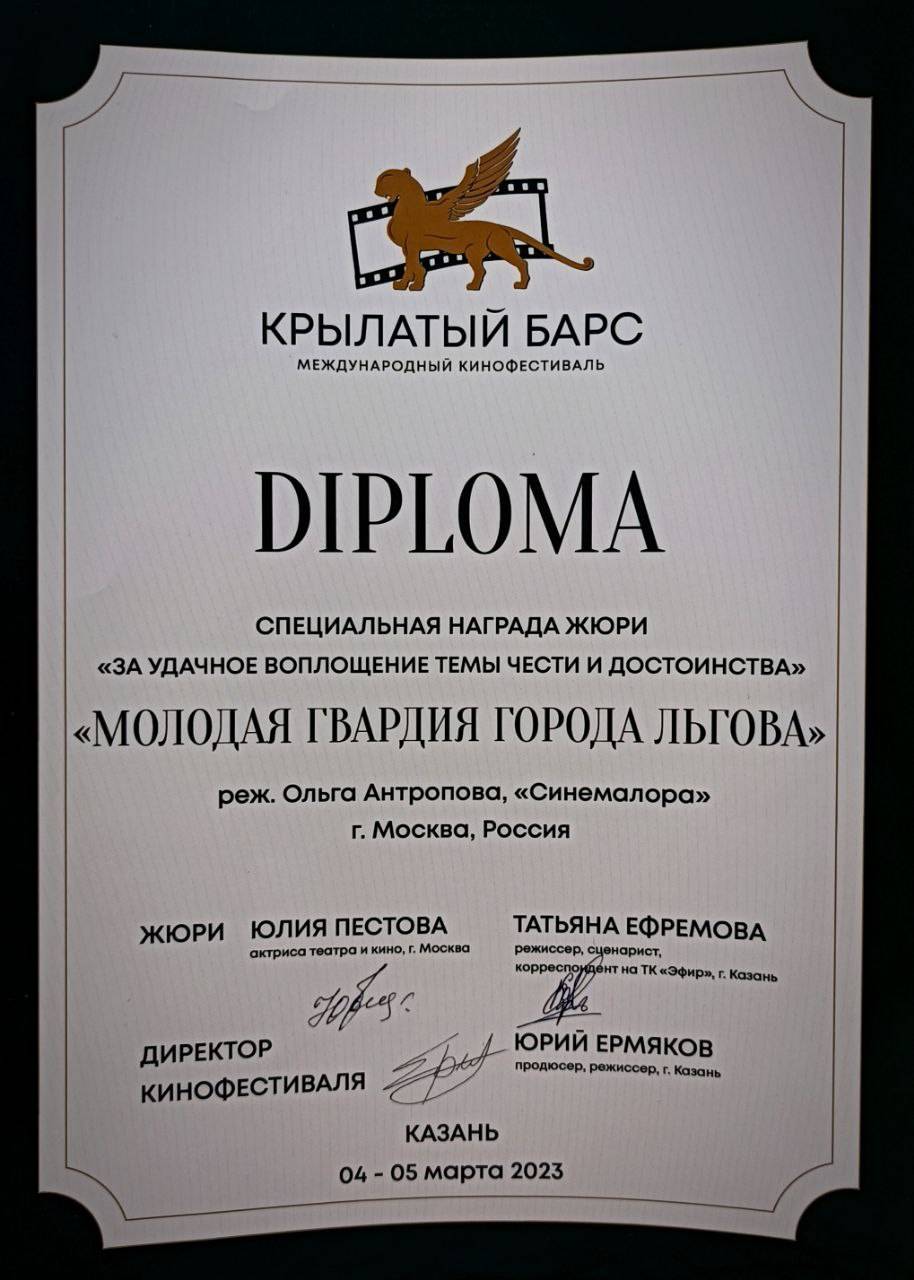 КРЫЛАТЫЙ БАРС
МЕЖДУНАРОДНЫЙ КИНОФЕСТИВАЛЬ
DIPLOMA
СПЕЦИАЛЬНАЯ НАГРАДА ЖЮРИ
«ЗА УДАЧНОЕ ВОПЛОЩЕНИЕ ТЕМЫ ЧЕСТИ И ДОСТОИНСТВА»
«МОЛОДАЯ ГВАРДИЯ ГОРОДА ЛЬГОВА»
реж. Ольга Антропова, «Синемалора»
г. Москва, Россия
ЖЮРИ
ЮЛИЯ ПЕСТОВА
актриса театра и кино, г. Москва
ТАТЬЯНА ЕФРЕМОВА
режиссер, сценарист,
корреспондент на ТК «Эфир», г. Казань
ДИРЕКТОР
КИНОФЕСТИВАЛЯ
ЮРИЙ ЕРМЯКОВ
продюсер, режиссер, г. Казань
КАЗАНЬ
04 - 05 марта 2023